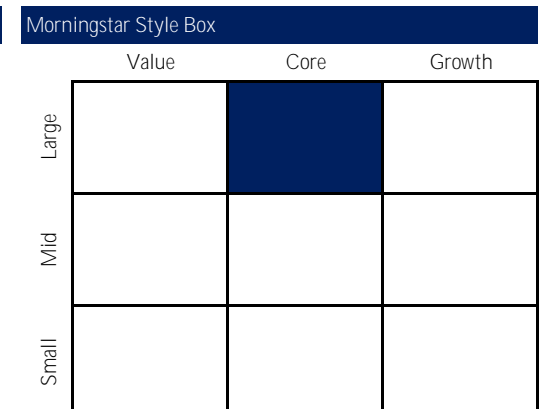 Morningstar Style Box
Value Core Growth
Large
Mid
Small